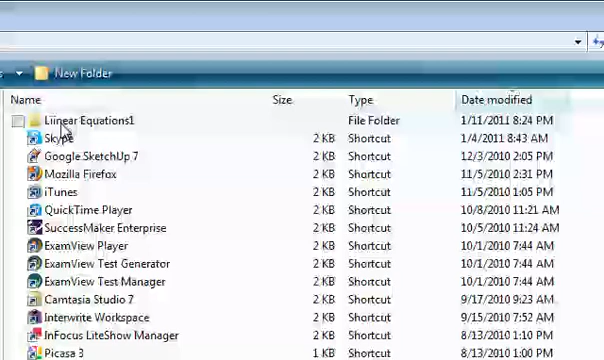 New Folder
Name Size Type Date modified
Liinear Equations1 File Folder 1/11/2011 8:24 PM
Skype 2 KB Shortcut 1/4/2011 8:43 AM
Google SketchUp 7 2 KB Shortcut 12/3/2010 2:05 PM
Mozilla Firefox 2 KB Shortcut 11/5/2010 2:31 PM
iTunes 2 KB Shortcut 11/5/2010 1:05 PM
QuickTime Player 2 KB Shortcut 10/8/2010 11:21 AM
SuccessMaker Enterprise 2 KB Shortcut 10/5/2010 11:24 AM
ExamView Player 2 KB Shortcut 10/1/2010 7:44 AM
ExamView Test Generator 2 KB Shortcut 10/1/2010 7:44 AM
ExamView Test Manager 2 KB Shortcut 10/1/2010 7:44 AM
Camtasia Studio 7 2 KB Shortcut 9/17/2010 9:23 AM
Interwrite Workspace 2 KB Shortcut 9/15/2010 7:52 AM
InFocus LiteShow Manager 2 KB Shortcut 8/13/2010 1:10 PM
Picasa 3 1 KB Shortcut 8/13/2010 1:00 PM